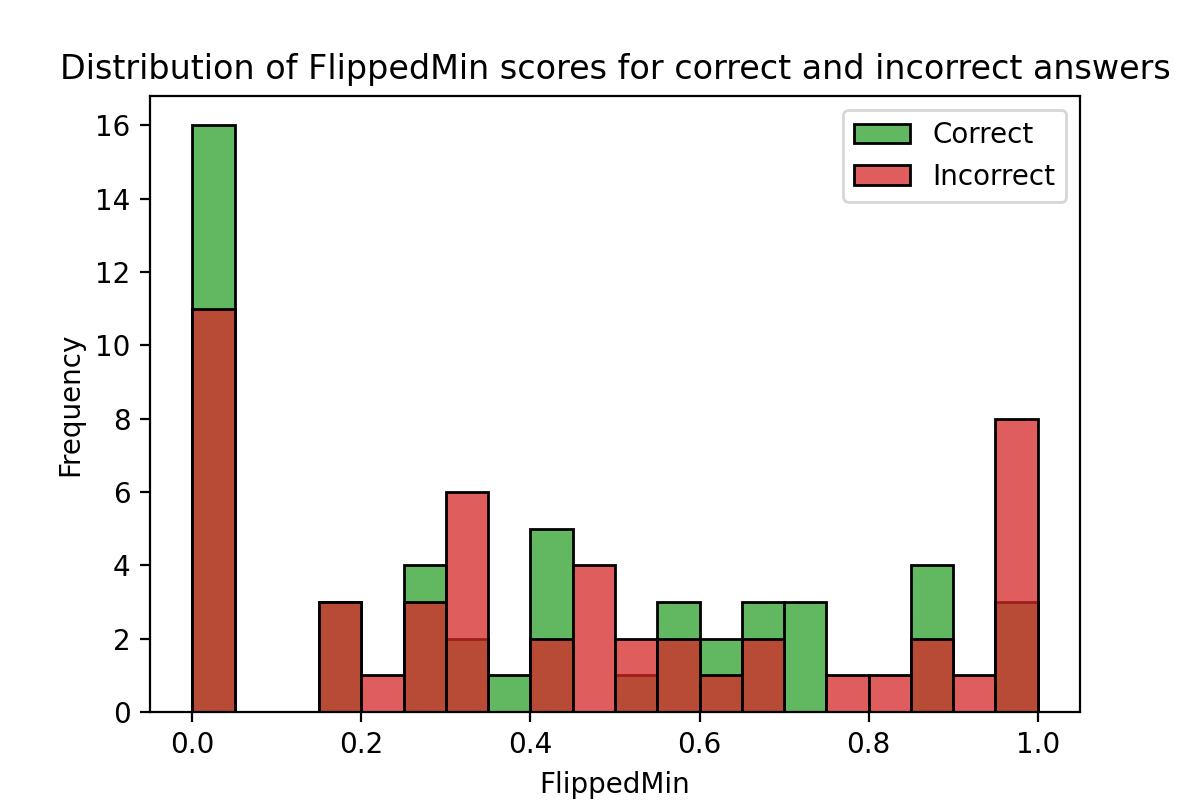 Distribution of FlippedMin scores for correct and incorrect answers
Correct
Incorrect
16
14
12
10
8
6
4
2
0
Frequency
0.0 0.2 0.4 0.6 0.8 1.0
FlippedMin